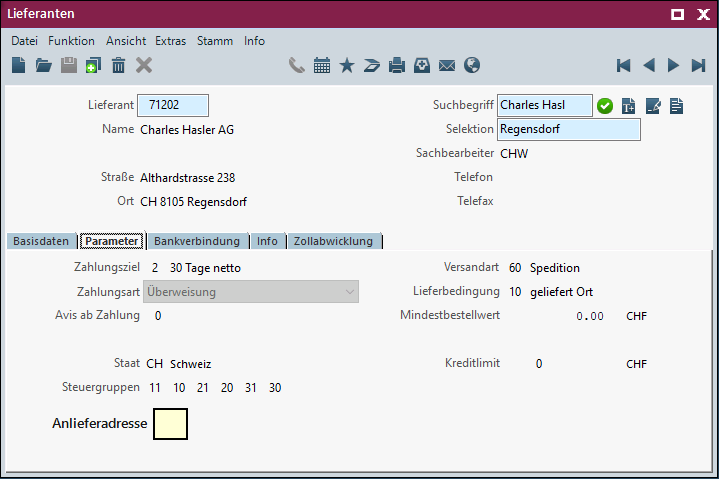 Lieferanten
Datei Funktion Ansicht Extras Stamm Info
Lieferant 71202 Suchbegriff Charles Hasl
Name Charles Hasler AG Selektion Regensdorf
Sachbearbeiter CHW
Straße Althardstrasse 238 Telefon
Ort CH 8105 Regensdorf Telefax
Basisdaten Parameter Bankverbindung Info Zollabwicklung
Zahlungsziel 2 30 Tage netto Versandart 60 Spedition
Zahlungsart Überweisung Lieferbedingung 10 geliefert Ort
Avis ab Zahlung 0 Mindestbestellwert 0.00 CHF
Staat CH Schweiz Kreditlimit 0 CHF
Steuergruppen 11 10 21 20 31 30
Anlieferadresse